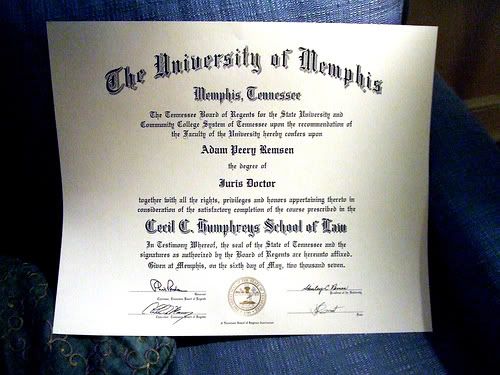 The University of Memphis
Memphis, Tennessee
The Tennessee Board of Regents for the State University and
Community College System of Tennessee upon the recommendation of
the Faculty of the University hereby confers upon
Adam Peery Remsen
the degree of
Juris Doctor
together with all the rights, privileges and honors appertaining thereto in
consideration of the satisfactory completion of the course prescribed in the
Cecil C. Humphreys School of Law
In Testimony Whereof, the seal of the State of Tennessee and the
signatures as authorized by the Board of Regents are hereunto affixed.
Given at Memphis, on the sixth day of May, two thousand seven.